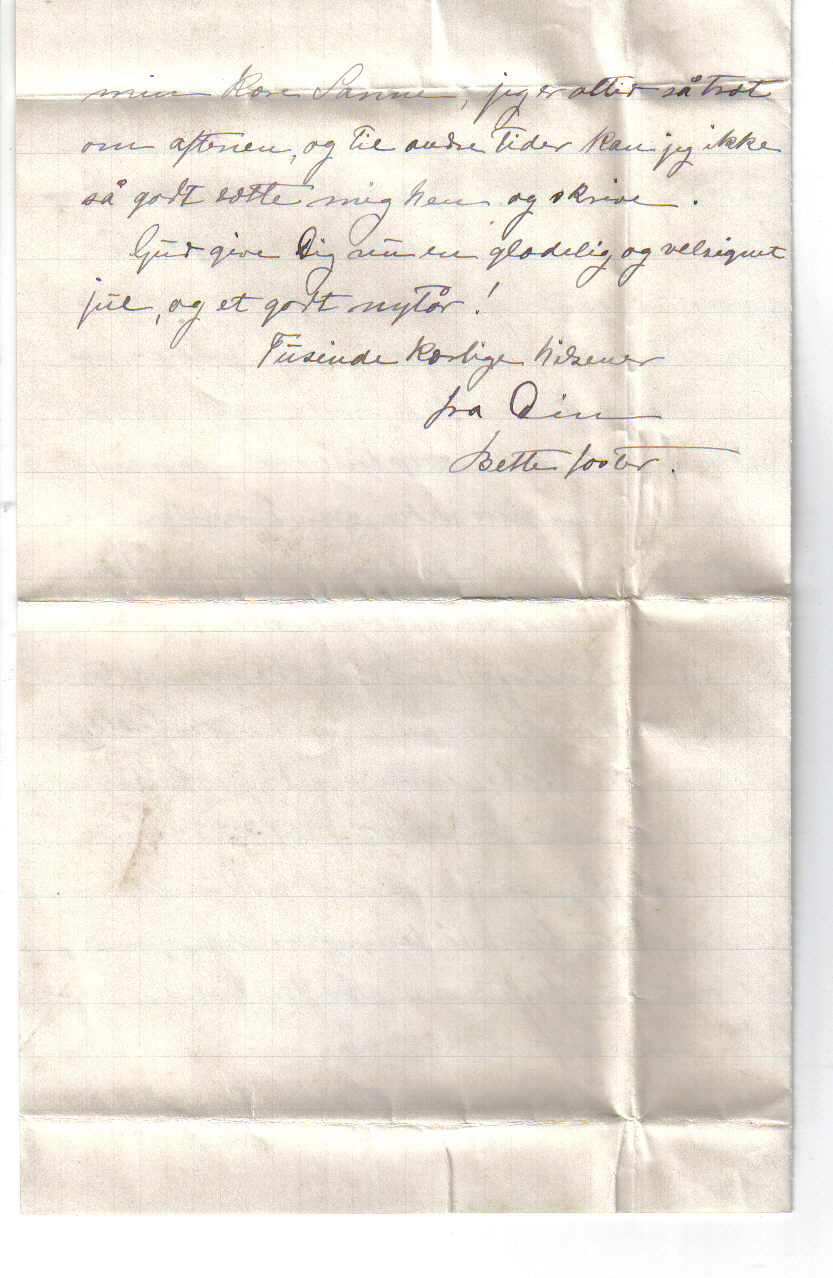 min kære Sanne, jeg er altid så træt
om aftenen, og til andre tider kan jeg ikke
så godt sætte mig hen og skrive.
Gud give Dig nu en glædelig og velsignet
jul, og et godt nytår!
Tusinde kærlige hilsener
fra Din
Bette soster.